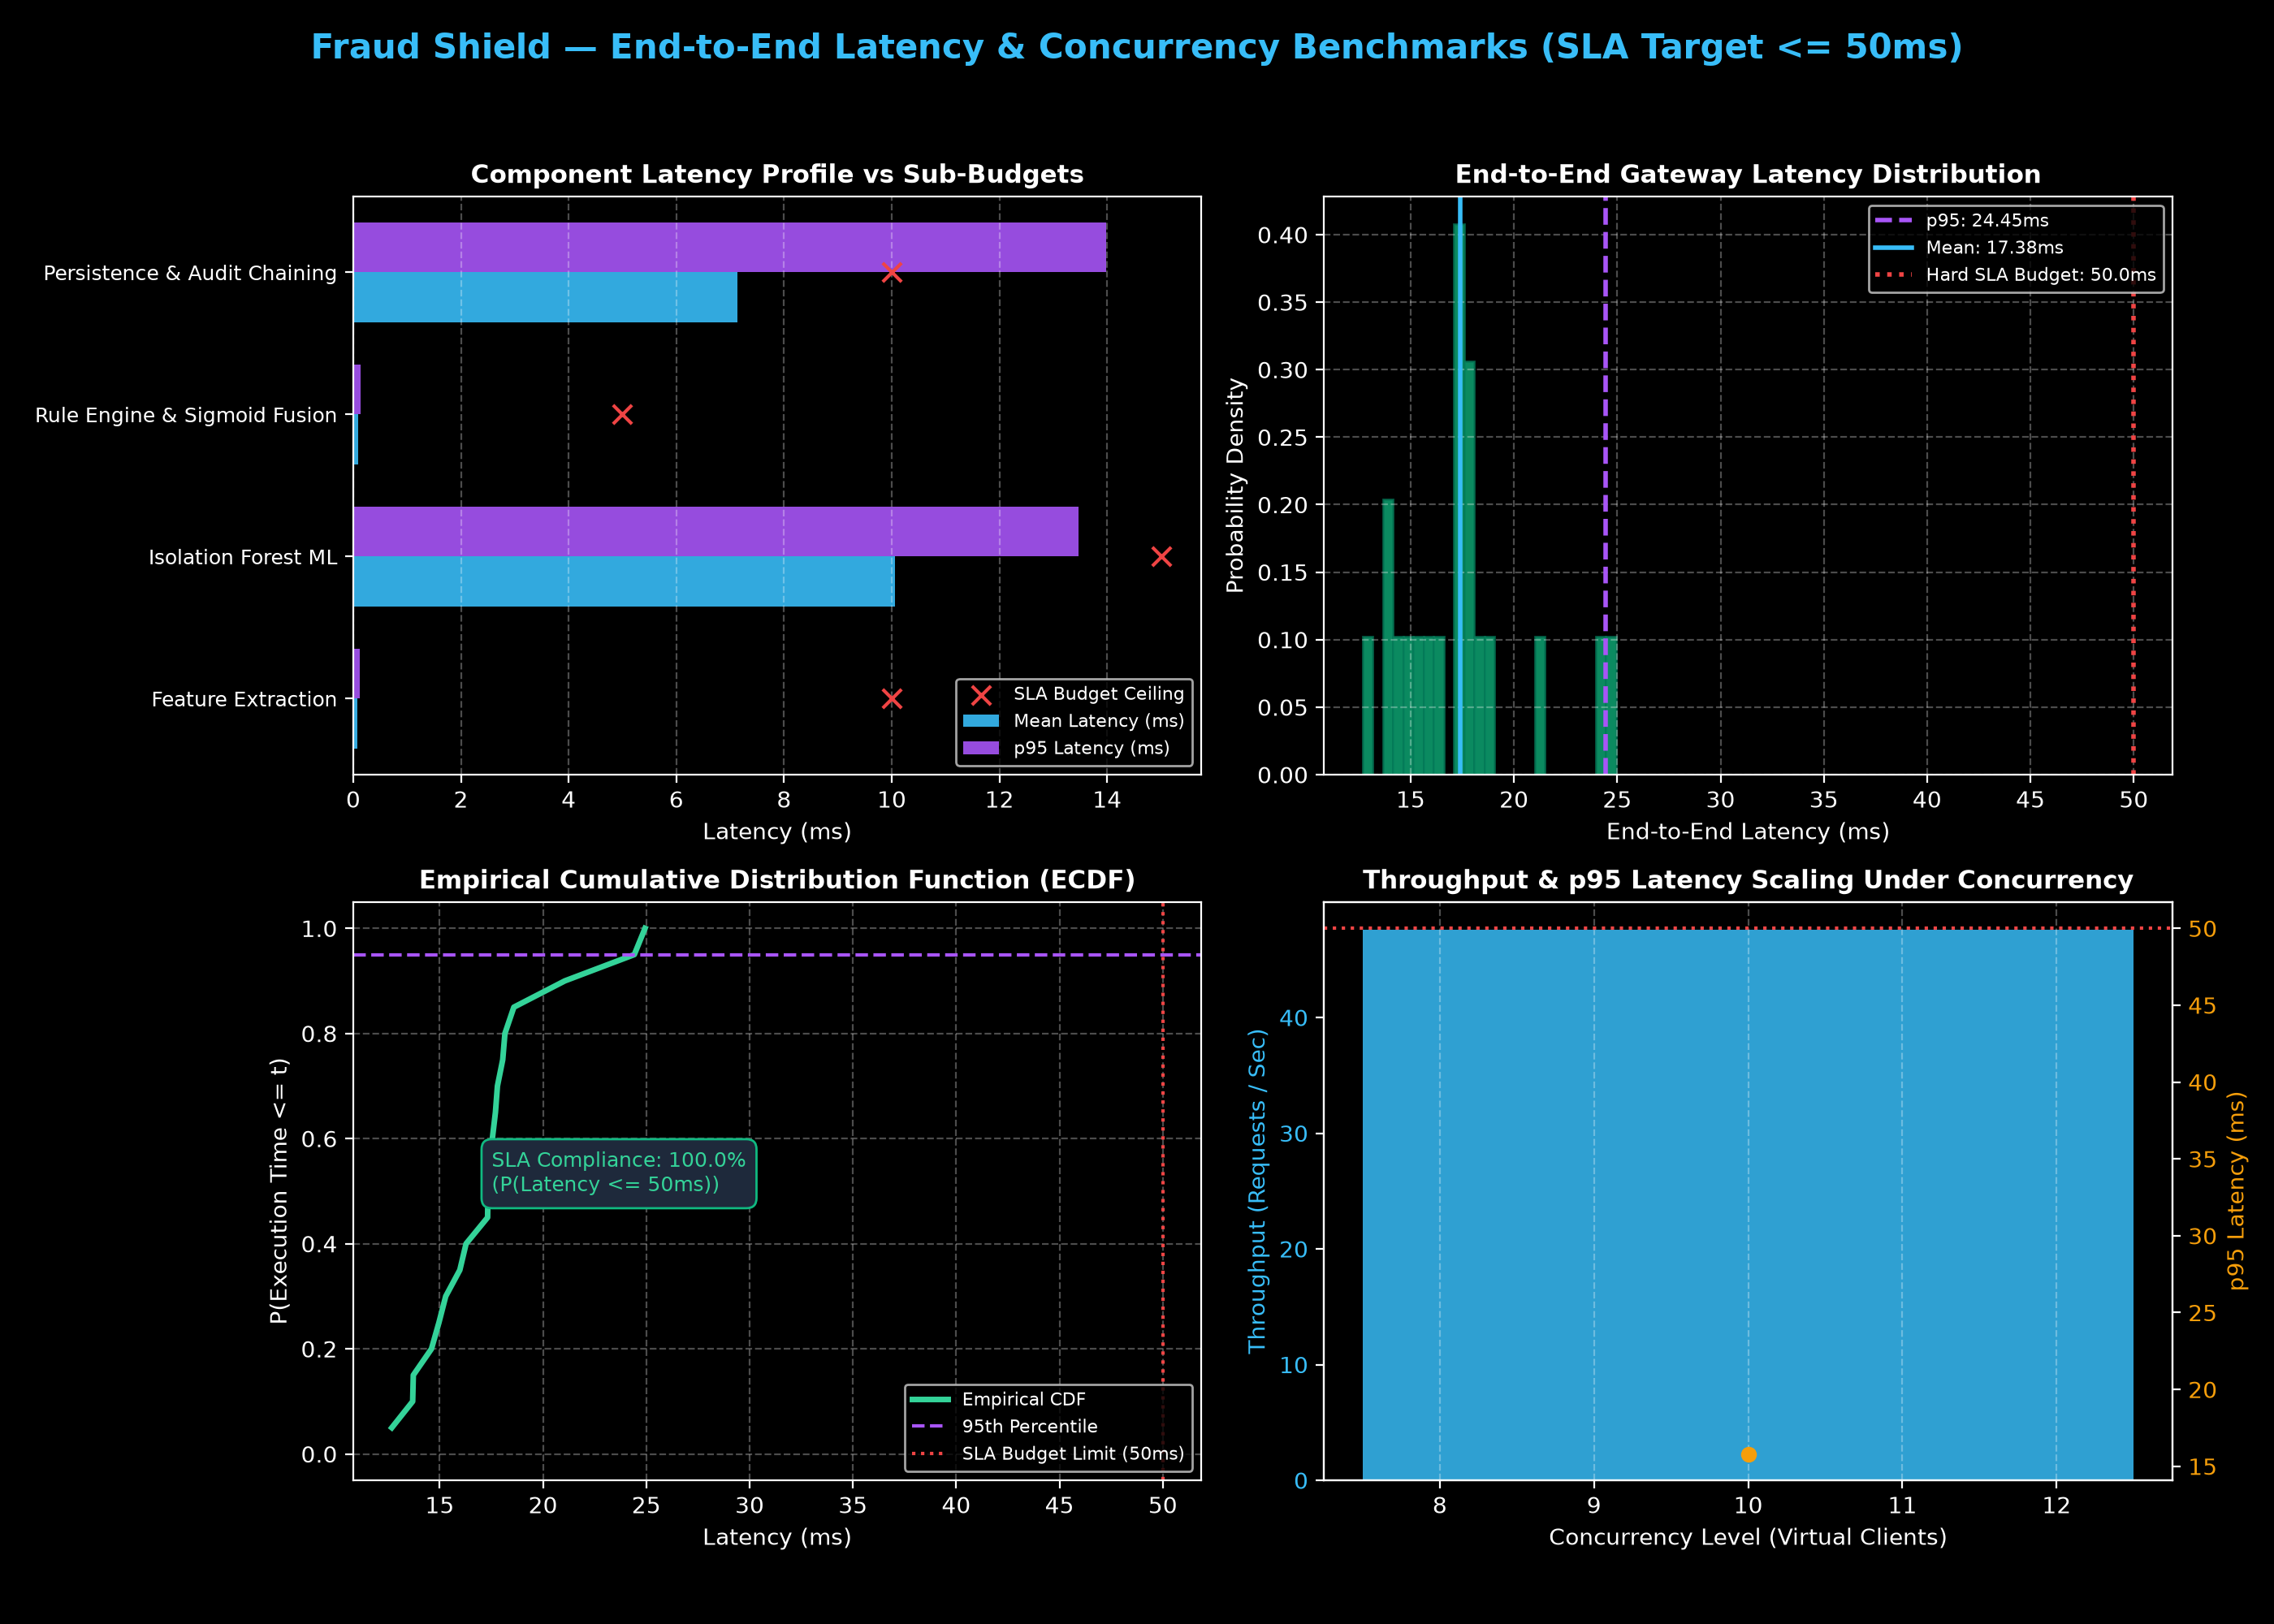 Fraud Shield — End-to-End Latency & Concurrency Benchmarks (SLA Target <= 50ms)
Component Latency Profile vs Sub-Budgets
Persistence & Audit Chaining
Rule Engine & Sigmoid Fusion
Isolation Forest ML
Feature Extraction
SLA Budget Ceiling
Mean Latency (ms)
p95 Latency (ms)
0 2 4 6 8 10 12 14
Latency (ms)
End-to-End Gateway Latency Distribution
Probability Density
0.40
0.35
0.30
0.25
0.20
0.15
0.10
0.05
0.00
p95: 24.45ms
Mean: 17.38ms
Hard SLA Budget: 50.0ms
15 20 25 30 35 40 45 50
End-to-End Latency (ms)
Empirical Cumulative Distribution Function (ECDF)
P(Execution Time <= t)
1.0
0.8
0.6
0.4
0.2
0.0
SLA Compliance: 100.0%
(P(Latency <= 50ms))
Empirical CDF
95th Percentile
SLA Budget Limit (50ms)
15 20 25 30 35 40 45 50
Latency (ms)
Throughput & p95 Latency Scaling Under Concurrency
Throughput (Requests / Sec)
40
30
20
10
0
50
45
40
35
30
25
20
15
p95 Latency (ms)
8 9 10 11 12
Concurrency Level (Virtual Clients)